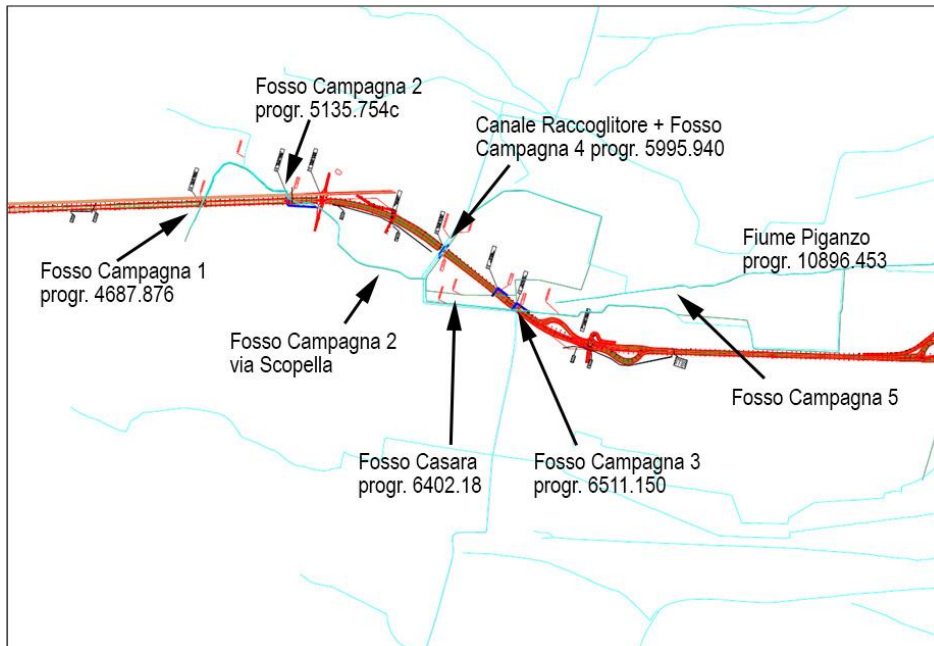 Fosso Campagna 2
progr. 5135.754c
Canale Raccoglitore + Fosso
Campagna 4 progr. 5995.940
Fosso Campagna 1
progr. 4687.876
Fiume Piganzo
progr. 10896.453
Fosso Campagna 2
via Scopella
Fosso Campagna 5
Fosso Casara
progr. 6402.18
Fosso Campagna 3
progr. 6511.150